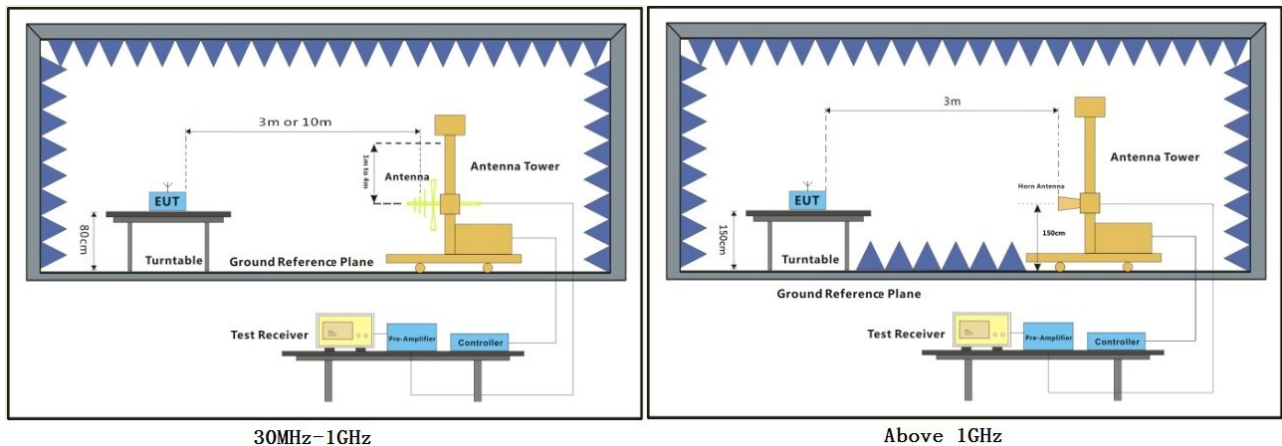 3m or 10m
1m to 4m
Antenna
Antenna Tower
EUT
80cm
Turntable
Ground Reference Plane
Test Receiver
Pre-Amplifier
Controller
30MHz-1GHz
3m
Antenna Tower
Horn Antenna
EUT
150cm
150cm
Turntable
Ground Reference Plane
Test Receiver
Pre-Amplifier
Controller
Above 1GHz